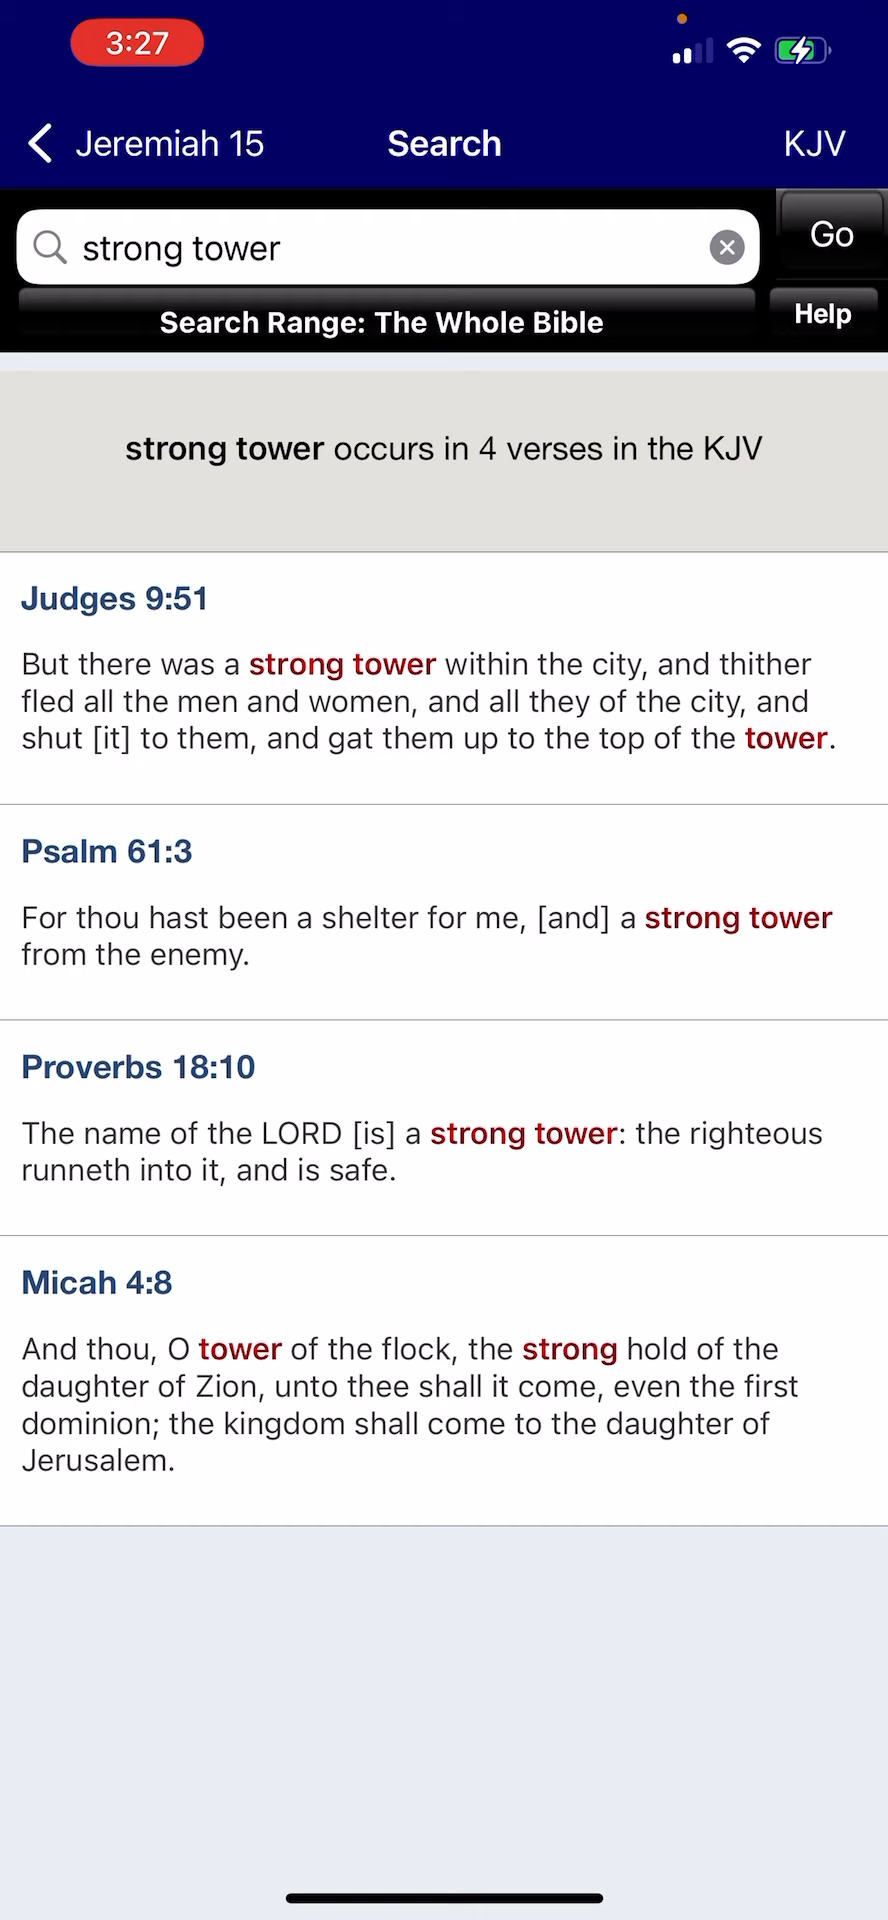 3:27
Jeremiah 15 Search KJV
strong tower Go
Search Range: The Whole Bible Help
strong tower occurs in 4 verses in the KJV
Judges 9:51
But there was a strong tower within the city, and thither
fled all the men and women, and all they of the city, and
shut [it] to them, and gat them up to the top of the tower.
Psalm 61:3
For thou hast been a shelter for me, [and] a strong tower
from the enemy.
Proverbs 18:10
The name of the LORD [is] a strong tower: the righteous
runneth into it, and is safe.
Micah 4:8
And thou, O tower of the flock, the strong hold of the
daughter of Zion, unto thee shall it come, even the first
dominion; the kingdom shall come to the daughter of
Jerusalem.